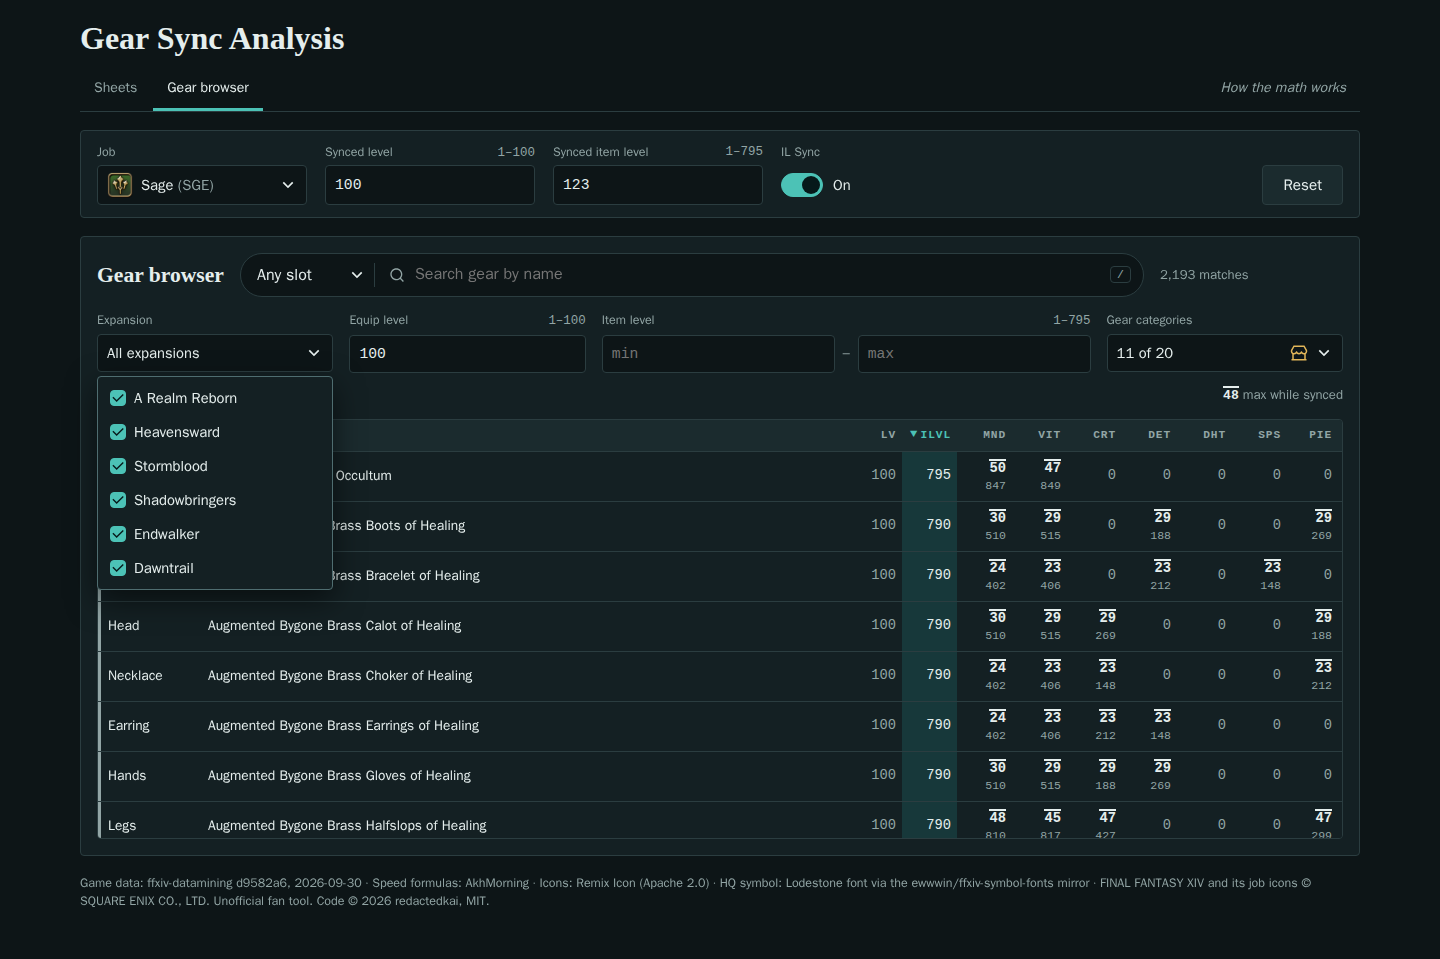 Gear Sync Analysis
Sheets
Gear browser
How the math works
Job
Synced level 1–100
Synced item level 1–795
IL Sync
Sage (SGE)
100
123
On
Reset
Gear browser
Any slot
Search gear by name
/
2,193 matches
Expansion
Equip level 1–100
Item level 1–795
Gear categories
All expansions
100
min – max
11 of 20
A Realm Reborn
Heavensward
Stormblood
Shadowbringers
Endwalker
Dawntrail
48 max while synced
LV ▼ILVL MND VIT CRT DET DHT SPS PIE
Occultum 100 795 50 47 0 0 0 0 0
847 849
Brass Boots of Healing 100 790 30 29 0 29 0 0 29
510 515 188 269
Brass Bracelet of Healing 100 790 24 23 0 23 0 23 0
402 406 212 148
Head Augmented Bygone Brass Calot of Healing 100 790 30 29 29 0 0 0 29
510 515 269 188
Necklace Augmented Bygone Brass Choker of Healing 100 790 24 23 23 0 0 0 23
402 406 148 212
Earring Augmented Bygone Brass Earrings of Healing 100 790 24 23 23 23 0 0 0
402 406 212 148
Hands Augmented Bygone Brass Gloves of Healing 100 790 30 29 29 29 0 0 0
510 515 188 269
Legs Augmented Bygone Brass Halfslops of Healing 100 790 48 45 47 0 0 0 47
810 817 427 299
Game data: ffxiv-datamining d9582a6, 2026-09-30 · Speed formulas: AkhMorning · Icons: Remix Icon (Apache 2.0) · HQ symbol: Lodestone font via the ewwwin/ffxiv-symbol-fonts mirror · FINAL FANTASY XIV and its job icons ©
SQUARE ENIX CO., LTD. Unofficial fan tool. Code © 2026 redactedkai, MIT.